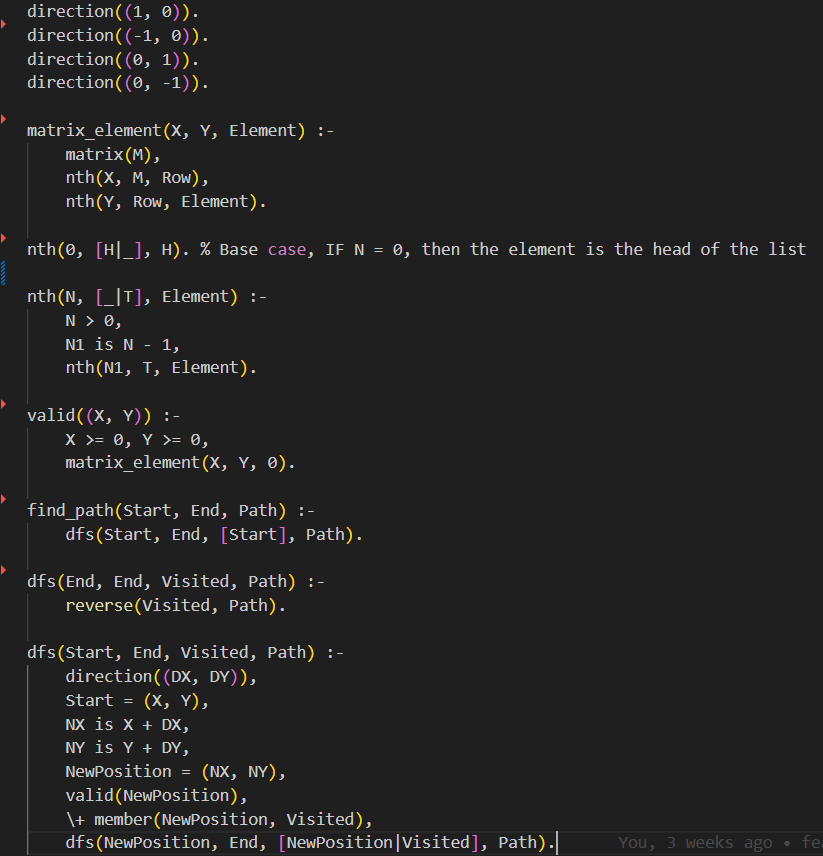 direction((1, 0)).
direction((-1, 0)).
direction((0, 1)).
direction((0, -1)).
matrix_element(X, Y, Element) :-
matrix(M),
nth(X, M, Row),
nth(Y, Row, Element).
nth(0, [H|_], H). % Base case, IF N = 0, then the element is the head of the list
nth(N, [_|T], Element) :-
N > 0,
N1 is N - 1,
nth(N1, T, Element).
valid((X, Y)) :-
X >= 0, Y >= 0,
matrix_element(X, Y, 0).
find_path(Start, End, Path) :-
dfs(Start, End, [Start], Path).
dfs(End, End, Visited, Path) :-
reverse(Visited, Path).
dfs(Start, End, Visited, Path) :-
direction((DX, DY)),
Start = (X, Y),
NX is X + DX,
NY is Y + DY,
NewPosition = (NX, NY),
valid(NewPosition),
\+ member(NewPosition, Visited),
dfs(NewPosition, End, [NewPosition|Visited], Path). You, 3 weeks ago •